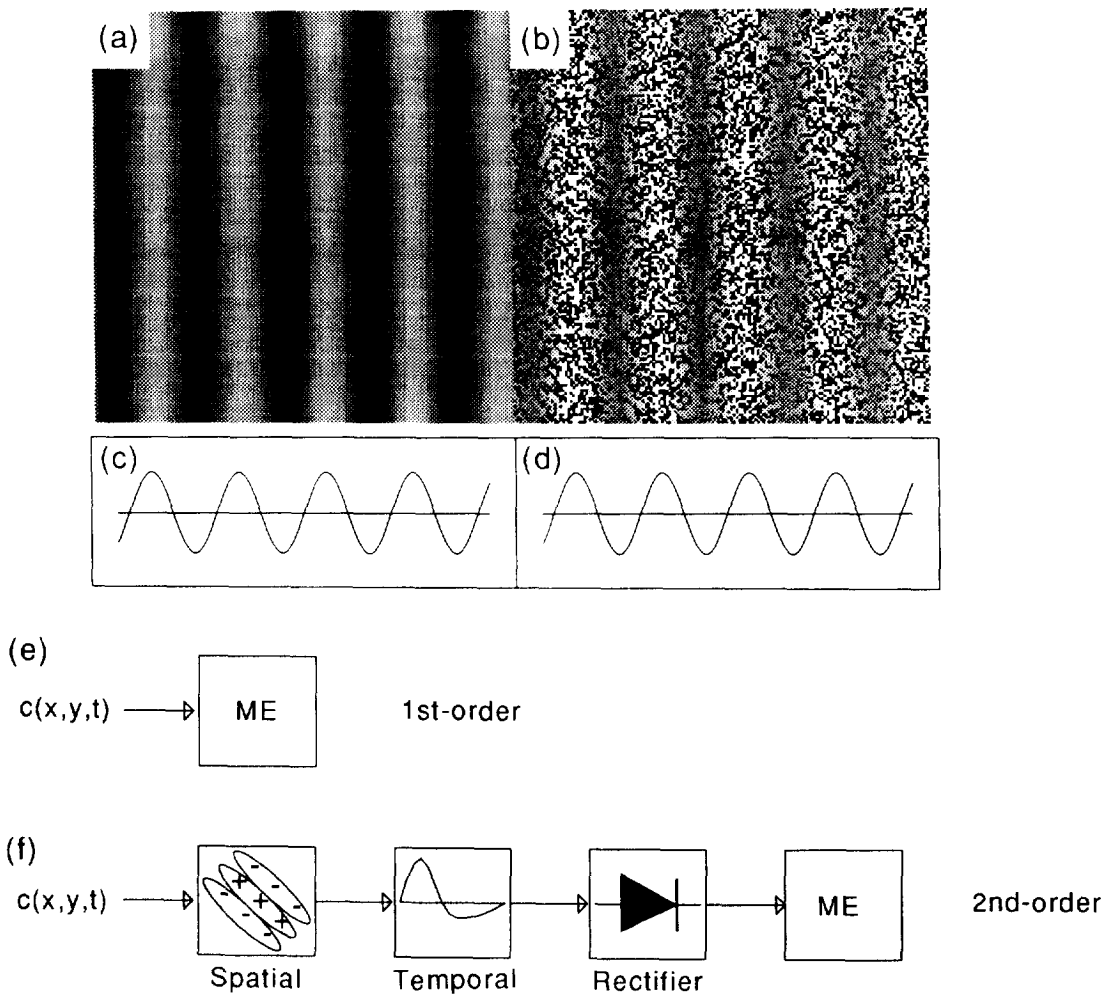 (a)
(b)
(c)
(d)
(e)
c(x,y,t)
ME
1st-order
(f)
c(x,y,t)
- + - - + - + -
ME
2nd-order
Spatial
Temporal
Rectifier